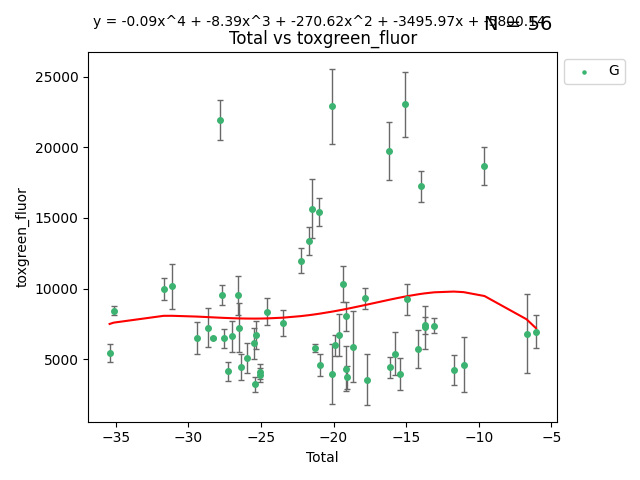 y = -0.09x^4 + -8.39x^3 + -270.62x^2 + -3495.97x +
N = 56
Total vs toxgreen_fluor
G
toxgreen_fluor
25000
20000
15000
10000
5000
−35 −30 −25 −20 −15 −10 −5
Total